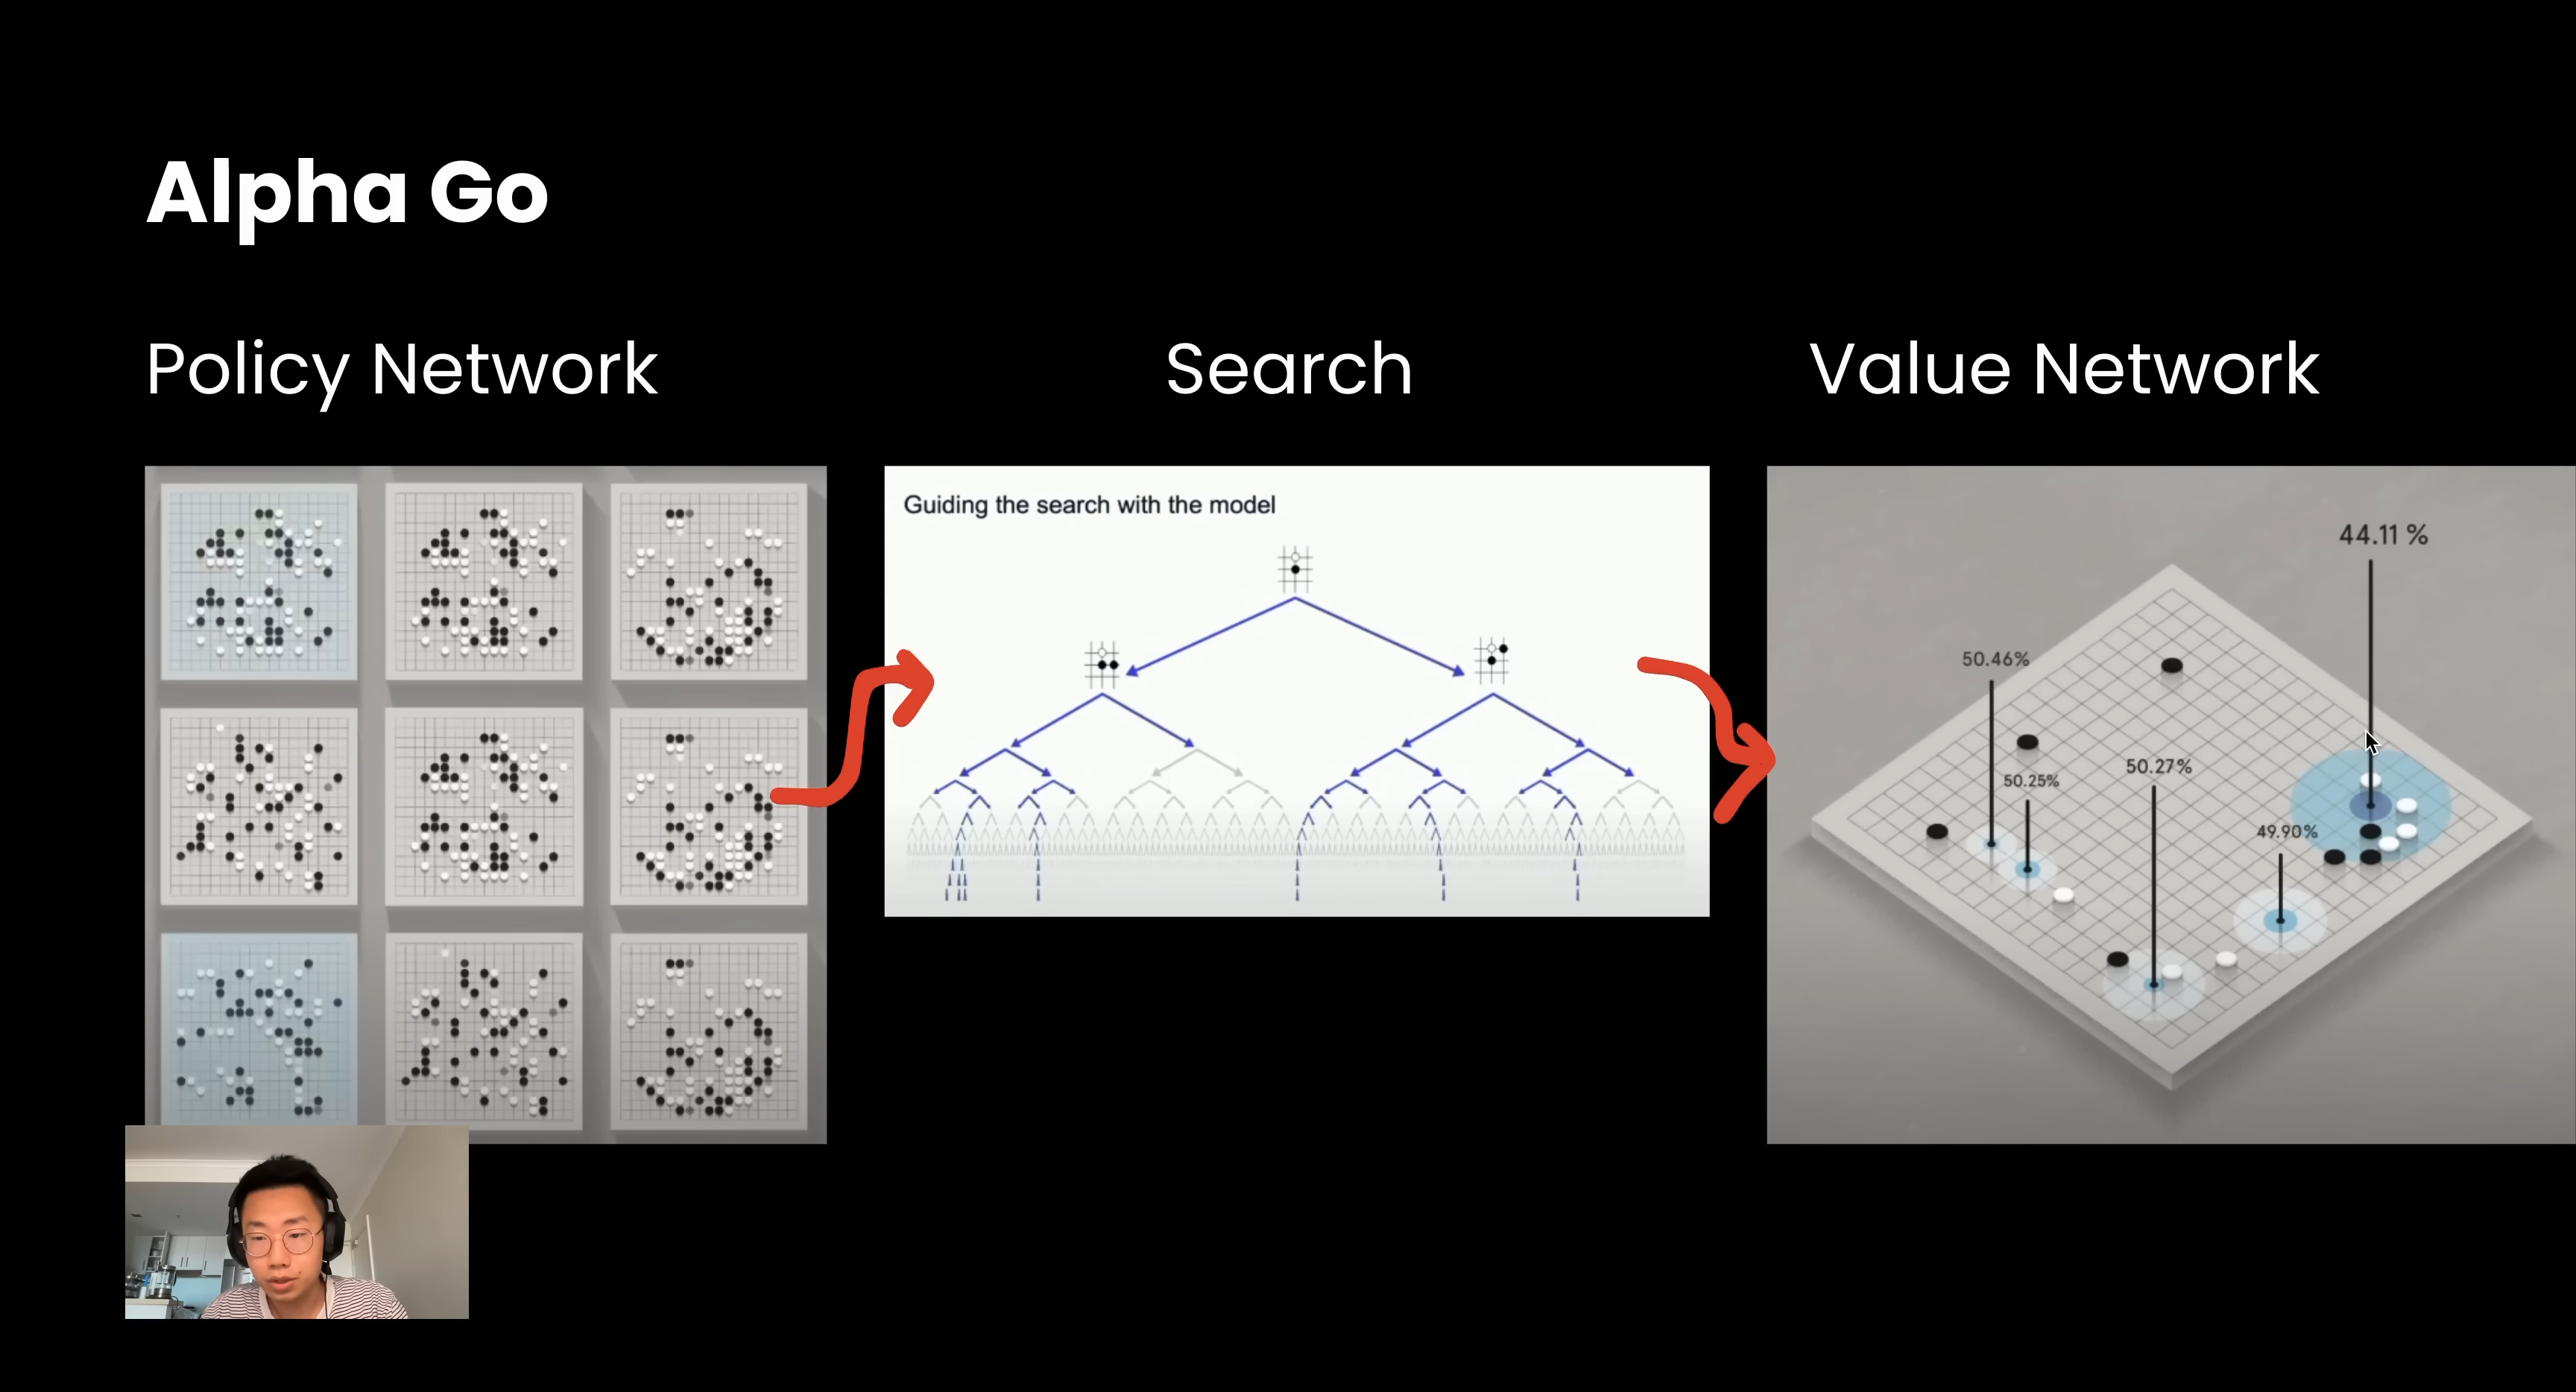 Alpha Go
Policy Network
Search
Value Network
Guiding the search with the model
44.11 %
50.46%
50.27%
50.25%
49.90%